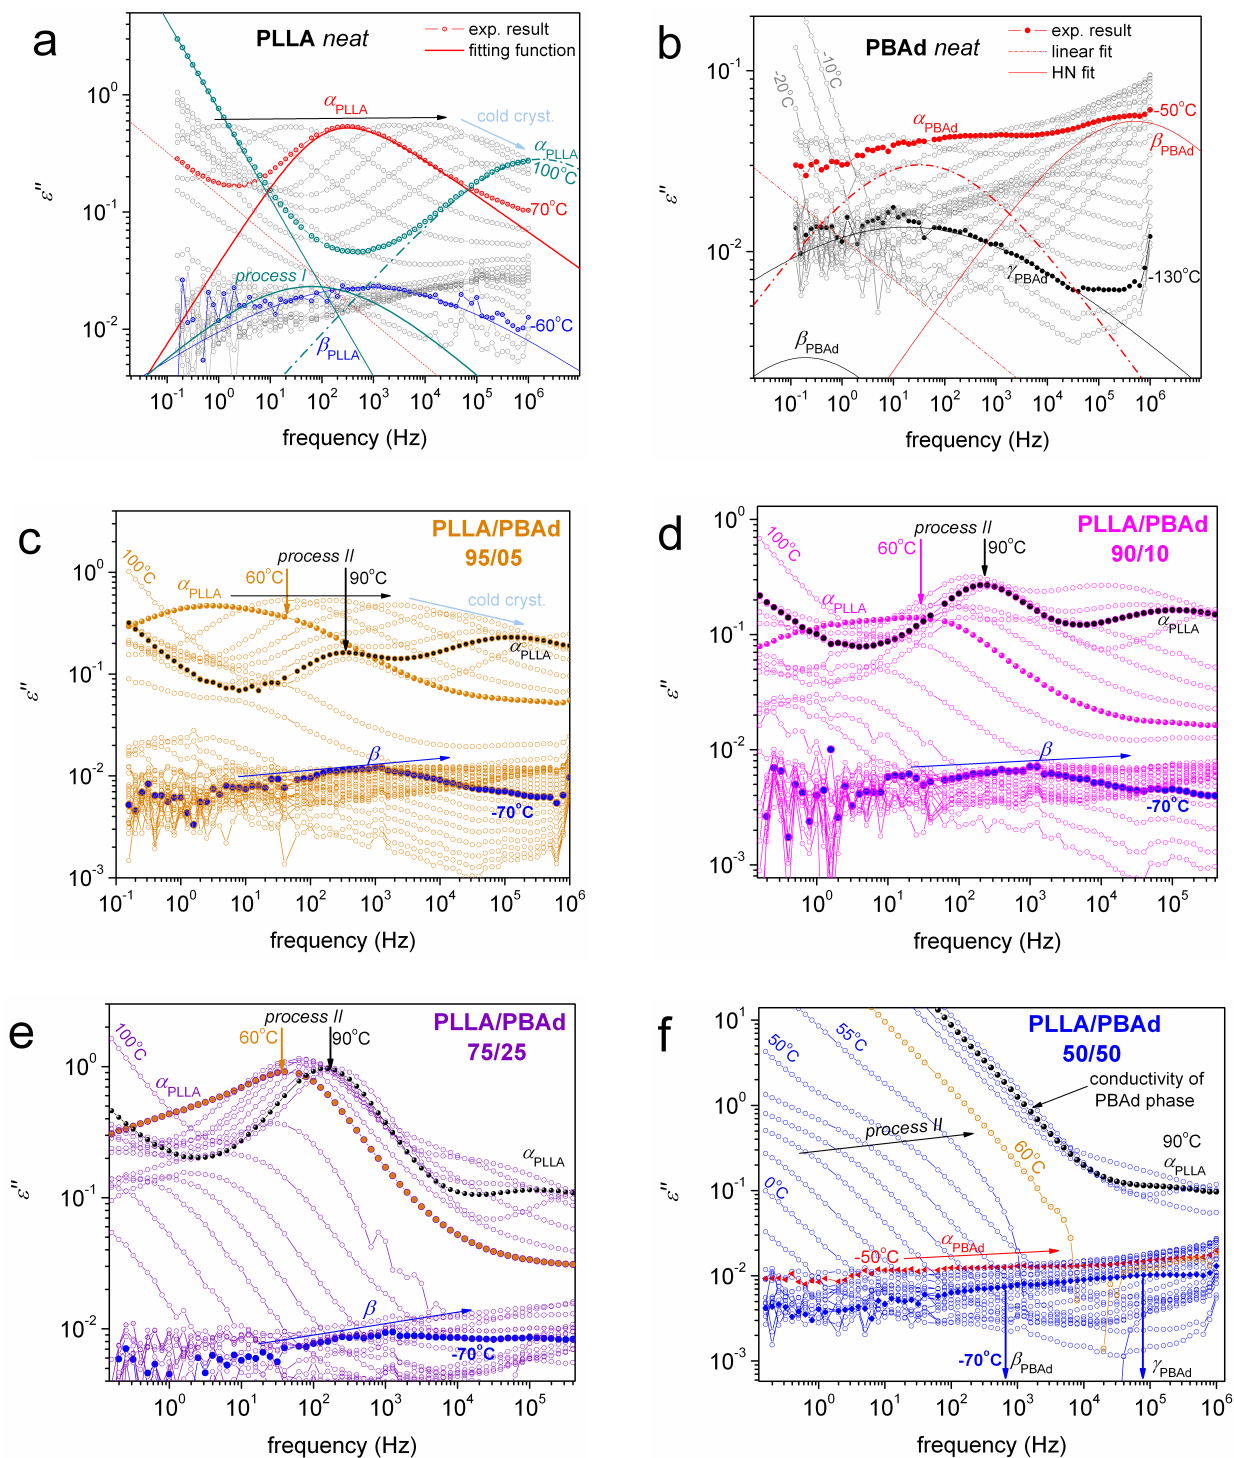 a
PLLA neat
exp. result
fitting function
αPLLA
cold cryst.
αPLLA
100°C
70°C
process I
-60°C
βPLLA
10⁰
10⁻¹
10⁻²
ε''
10⁻¹ 10⁰ 10¹ 10² 10³ 10⁴ 10⁵ 10⁶
frequency (Hz)
b
PBAd neat
exp. result
linear fit
HN fit
-10°C
-20°C
αPBAd
-50°C
βPBAd
γPBAd
-130°C
βPBAd
10⁻¹
10⁻²
ε''
10⁻¹ 10⁰ 10¹ 10² 10³ 10⁴ 10⁵ 10⁶
frequency (Hz)
c
PLLA/PBAd
95/05
process II
100°C
αPLLA
60°C
90°C
cold cryst.
αPLLA
β
-70°C
10⁰
10⁻¹
10⁻²
10⁻³
ε''
10⁻¹ 10⁰ 10¹ 10² 10³ 10⁴ 10⁵ 10⁶
frequency (Hz)
d
PLLA/PBAd
90/10
process II
100°C
60°C
90°C
αPLLA
αPLLA
β
-70°C
10⁰
10⁻¹
10⁻²
10⁻³
ε''
10⁰ 10¹ 10² 10³ 10⁴ 10⁵
frequency (Hz)
e
PLLA/PBAd
75/25
process II
100°C
60°C
90°C
αPLLA
αPLLA
β
-70°C
10⁰
10⁻¹
10⁻²
ε''
10⁰ 10¹ 10² 10³ 10⁴ 10⁵
frequency (Hz)
f
PLLA/PBAd
50/50
50°C
55°C
conductivity of
PBAd phase
process II
60°C
90°C
αPLLA
0°C
-50°C
αPBAd
-70°C
βPBAd
γPBAd
10¹
10⁰
10⁻¹
10⁻²
10⁻³
ε''
10⁰ 10¹ 10² 10³ 10⁴ 10⁵ 10⁶
frequency (Hz)